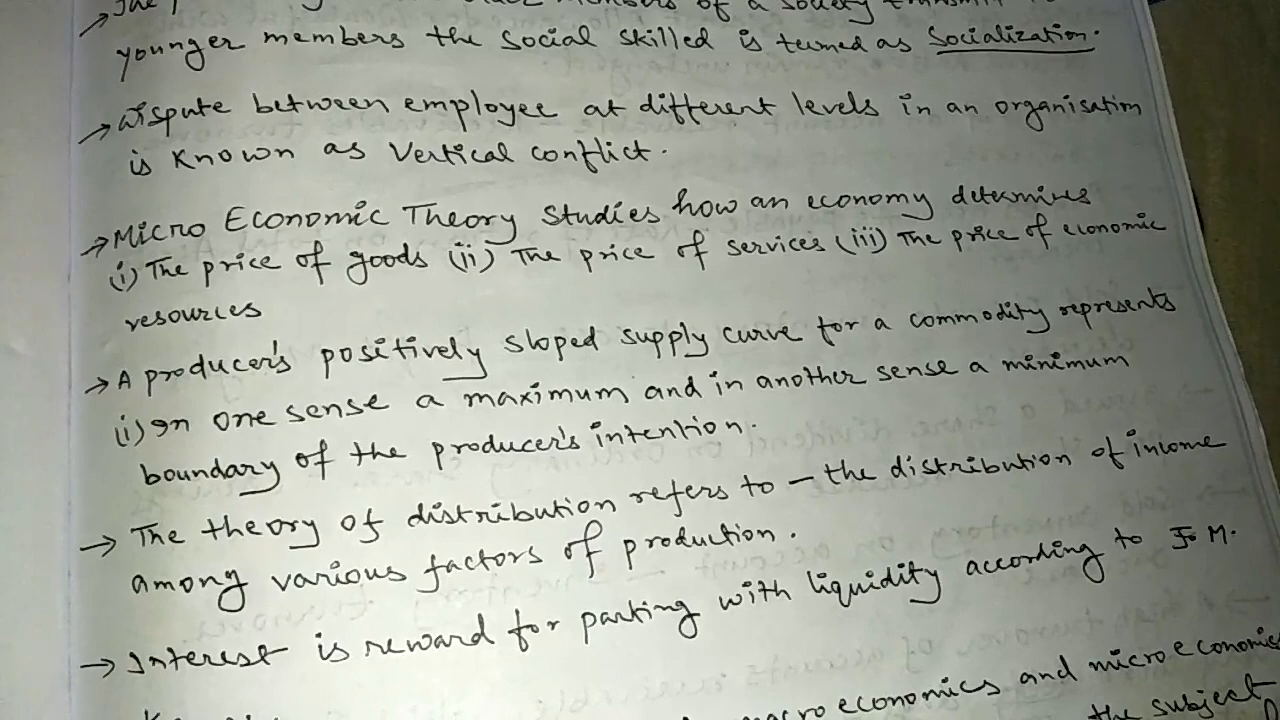 members of a society transmit
younger members the social skilled is termed as Socialization.
→ Dispute between employee at different levels in an organisation
is known as Vertical conflict.
→ Micro Economic Theory Studies how an economy determines
(i) The price of goods (ii) The price of services (iii) The price of economic
resources
→ A producer's positively sloped supply curve for a commodity represents
(i) In one sense a maximum and in another sense a minimum
boundary of the producer's intention.
→ The theory of distribution refers to — the distribution of income
among various factors of production.
→ Interest is reward for parting with liquidity according to J. M.
macro economics and micro economics
the subject